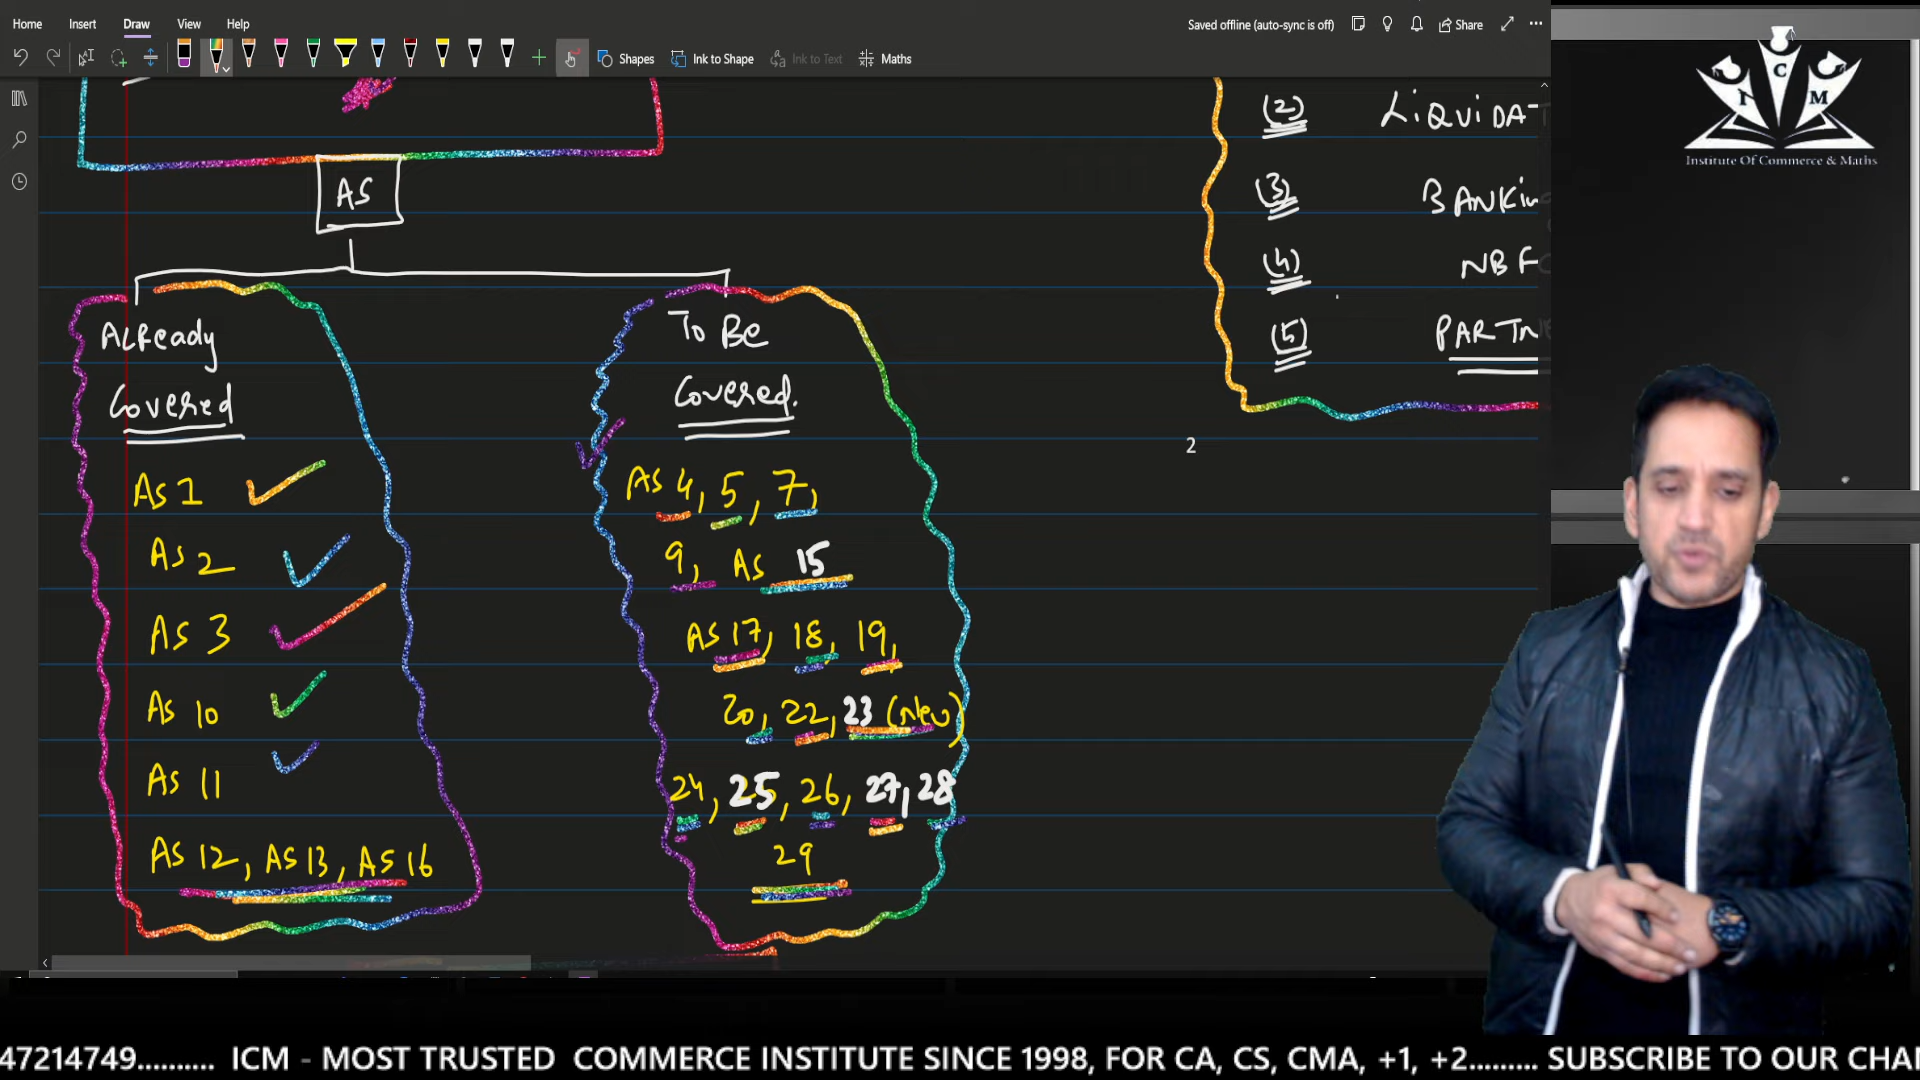 Home Insert Draw View Help
Saved offline (auto-sync is off) Share
Shapes Ink to Shape Ink to Text Maths
AS
Already
Covered
As 1
As 2
As 3
As 10
As 11
As 12, As 13, As 16
To Be
Covered.
As 4, 5, 7,
9, As 15
As 17, 18, 19,
20, 22, 23 (New)
24, 25, 26, 27, 28
29
(2) LIQUIDAT
(3) BANKin
(4) NBF
(5) PARTN
2
I C M
Institute Of Commerce & Maths
47214749.......... ICM - MOST TRUSTED COMMERCE INSTITUTE SINCE 1998, FOR CA, CS, CMA, +1, +2......... SUBSCRIBE TO OUR CHA